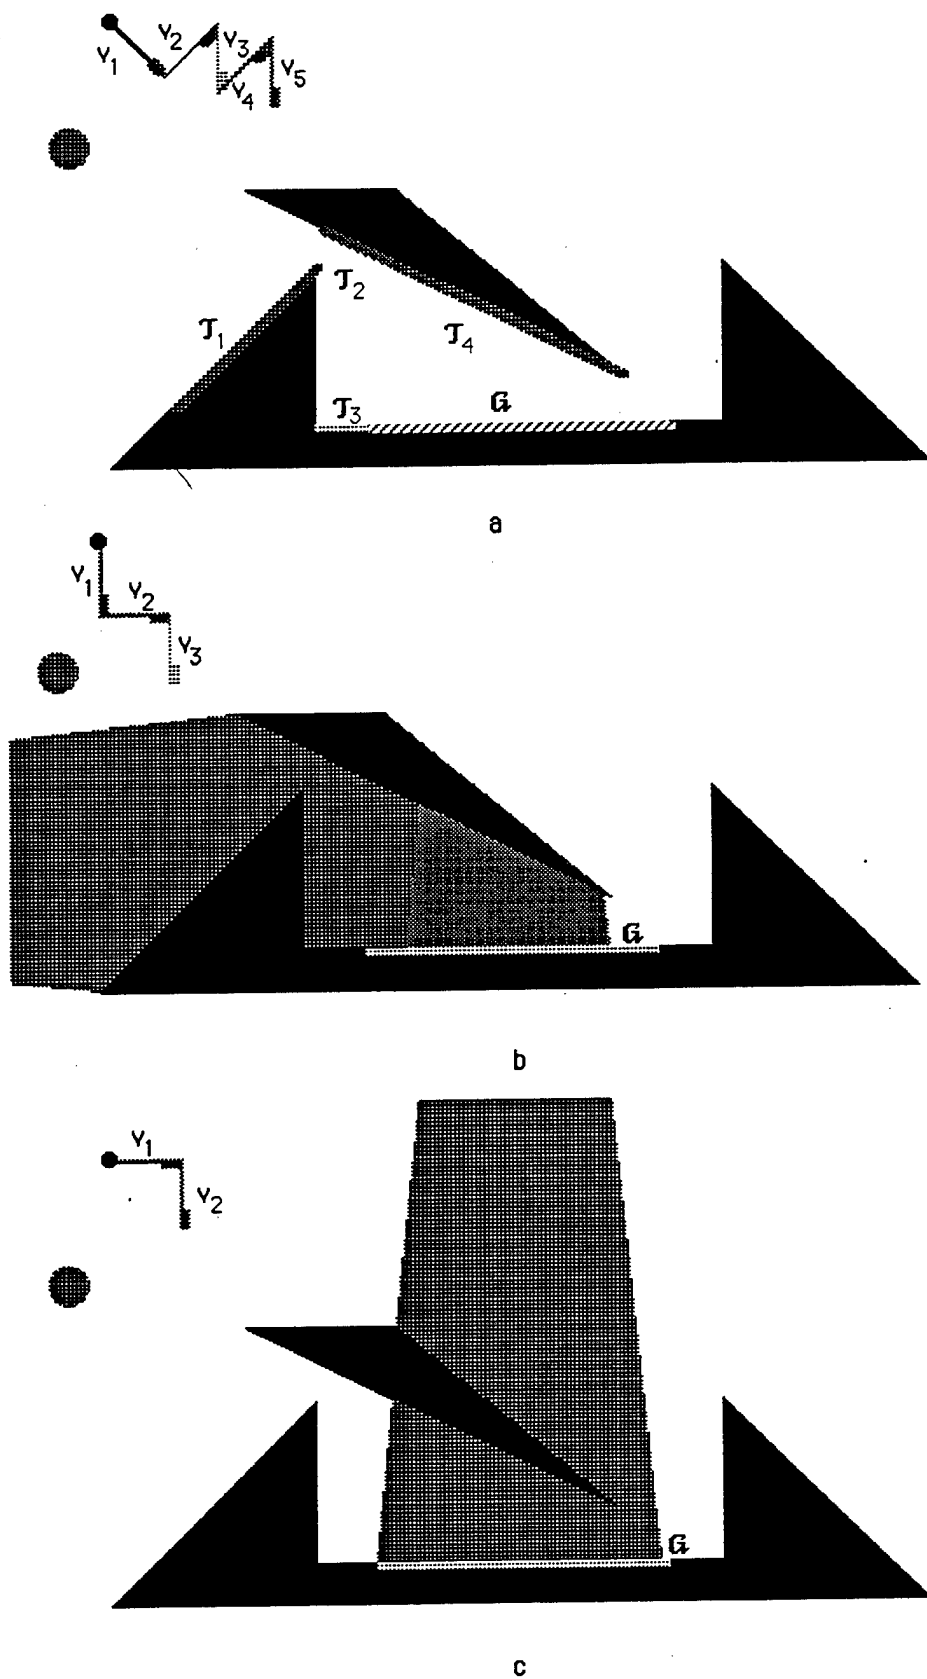 v₂
v₃
v₁
v₅
v₄
𝕿₂
𝕿₁
𝕿₄
𝕿₃
𝕲
a
v₁
v₂
v₃
𝕲
b
v₁
v₂
𝕲
c